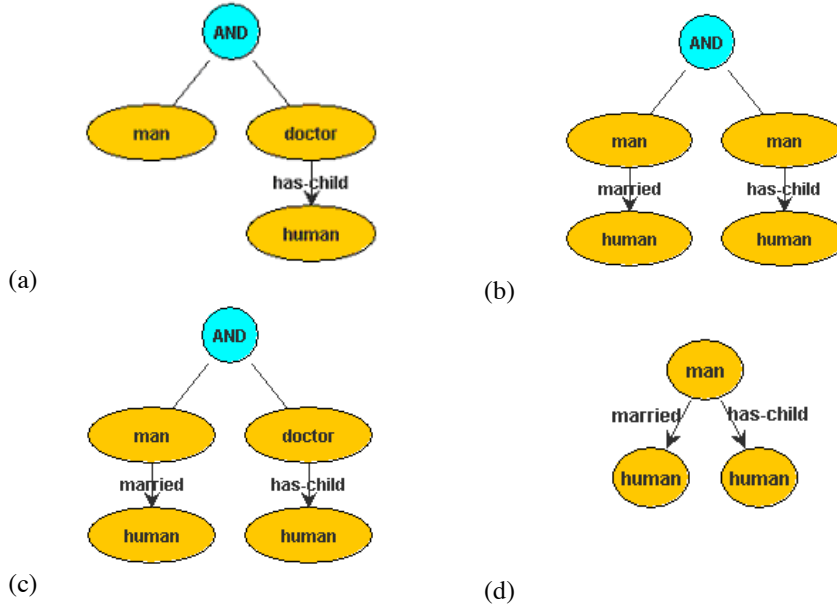 AND
man doctor
has-child
human
(a)
AND
man man
married has-child
human human
(b)
AND
man doctor
married has-child
human human
(c)
man
married has-child
human human
(d)